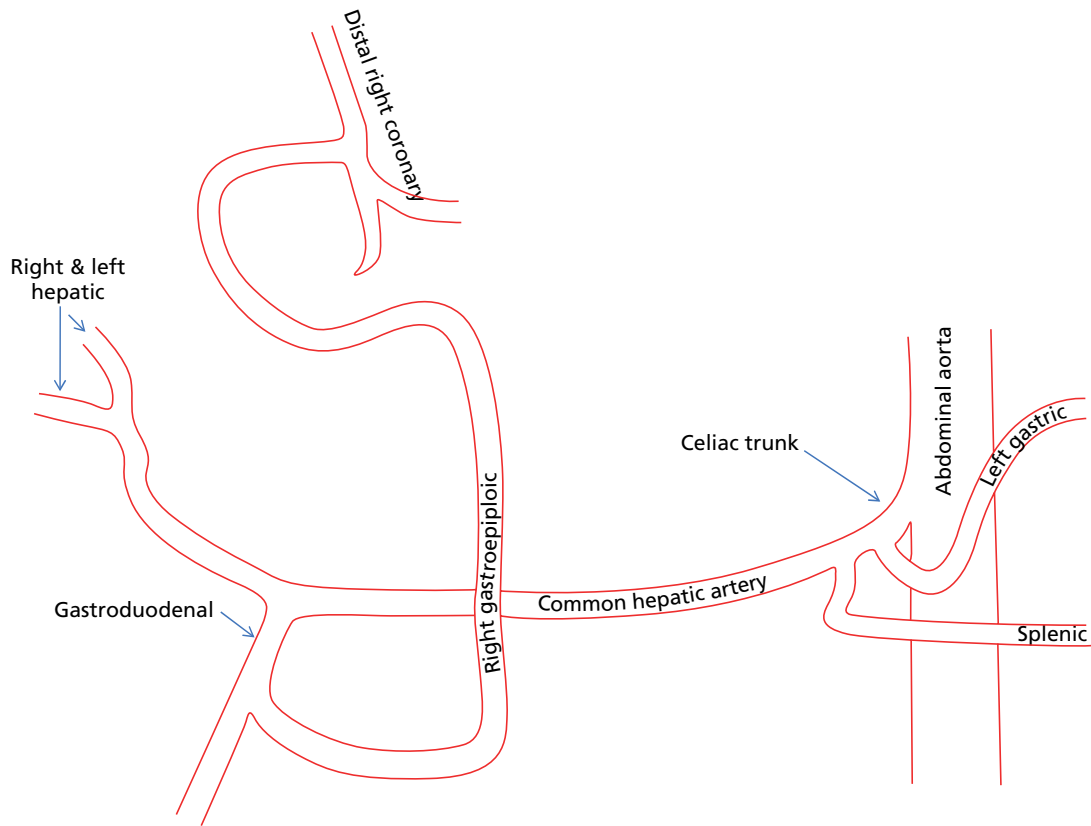 Distal right coronary
Right & left
hepatic
Abdominal aorta
Left gastric
Celiac trunk
Right gastroepiploic
Common hepatic artery
Gastroduodenal
Splenic